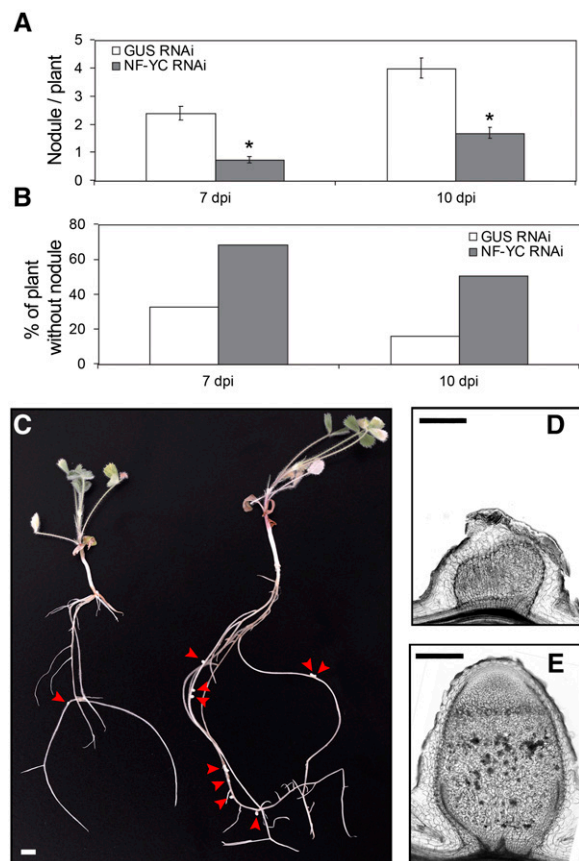 A
GUS RNAi
NF-YC RNAi
Nodule / plant
5
4
3
2
1
0
*
*
7 dpi
10 dpi
B
GUS RNAi
NF-YC RNAi
% of plant
without nodule
80
60
40
20
0
7 dpi
10 dpi
C
D
E